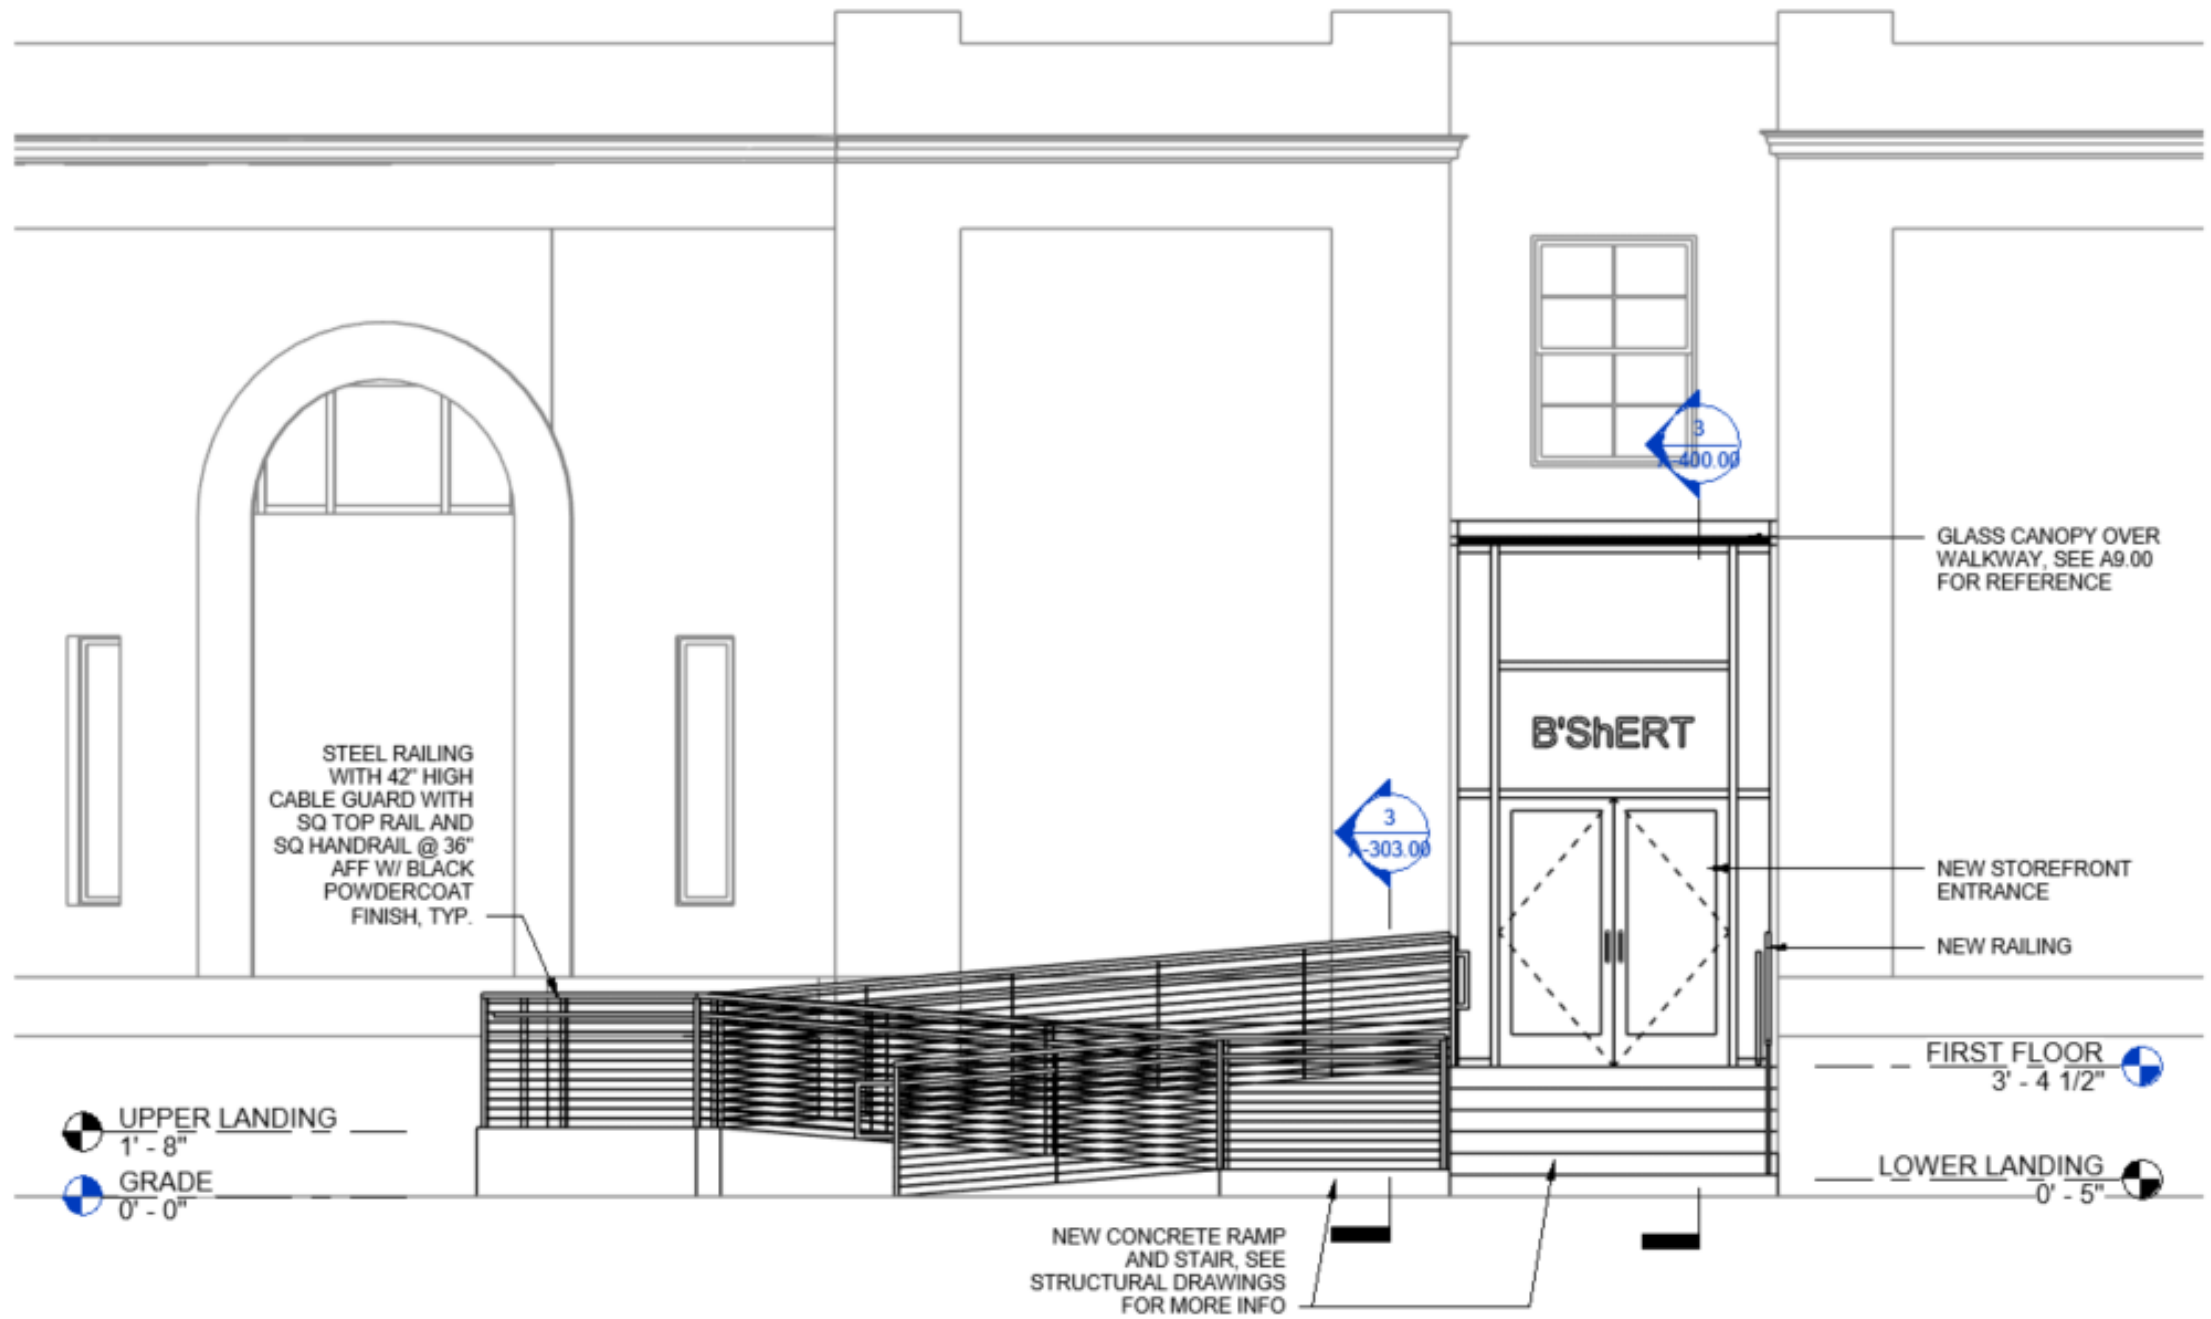 3
A-400.00
GLASS CANOPY OVER
WALKWAY, SEE A9.00
FOR REFERENCE
B'ShERT
STEEL RAILING
WITH 42" HIGH
CABLE GUARD WITH
SQ TOP RAIL AND
SQ HANDRAIL @ 36"
AFF W/ BLACK
POWDERCOAT
FINISH, TYP.
3
A-303.00
NEW STOREFRONT
ENTRANCE
NEW RAILING
FIRST FLOOR
3' - 4 1/2"
UPPER LANDING
1' - 8"
GRADE
0' - 0"
LOWER LANDING
0' - 5"
NEW CONCRETE RAMP
AND STAIR, SEE
STRUCTURAL DRAWINGS
FOR MORE INFO